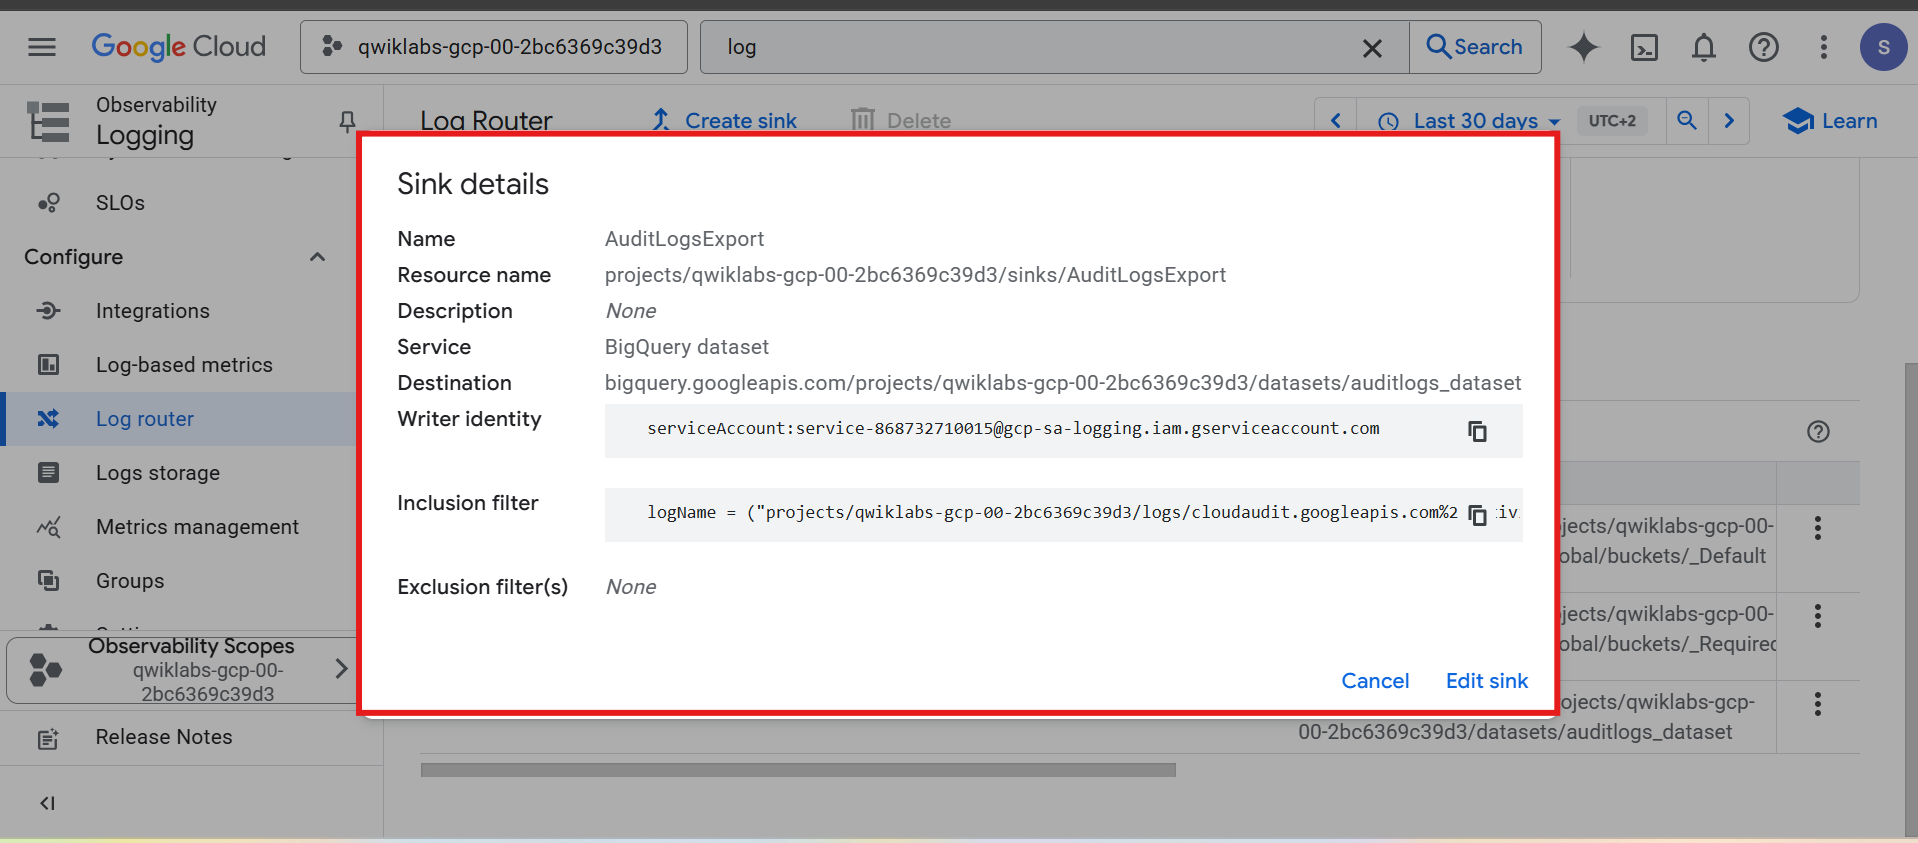 Google Cloud
qwiklabs-gcp-00-2bc6369c39d3
log
Search
S
Observability
Logging
Log Router
Create sink
Delete
Last 30 days
UTC+2
Learn
SLOs
Configure
Integrations
Log-based metrics
Log router
Logs storage
Metrics management
Groups
Observability Scopes
qwiklabs-gcp-00-
2bc6369c39d3
Release Notes
Sink details
Name AuditLogsExport
Resource name projects/qwiklabs-gcp-00-2bc6369c39d3/sinks/AuditLogsExport
Description None
Service BigQuery dataset
Destination bigquery.googleapis.com/projects/qwiklabs-gcp-00-2bc6369c39d3/datasets/auditlogs_dataset
Writer identity serviceAccount:service-868732710015@gcp-sa-logging.iam.gserviceaccount.com
Inclusion filter logName = ("projects/qwiklabs-gcp-00-2bc6369c39d3/logs/cloudaudit.googleapis.com%2 iv
Exclusion filter(s) None
Cancel
Edit sink
jects/qwiklabs-gcp-00-
obal/buckets/_Default
jects/qwiklabs-gcp-00-
obal/buckets/_Required
ojects/qwiklabs-gcp-
00-2bc6369c39d3/datasets/auditlogs_dataset